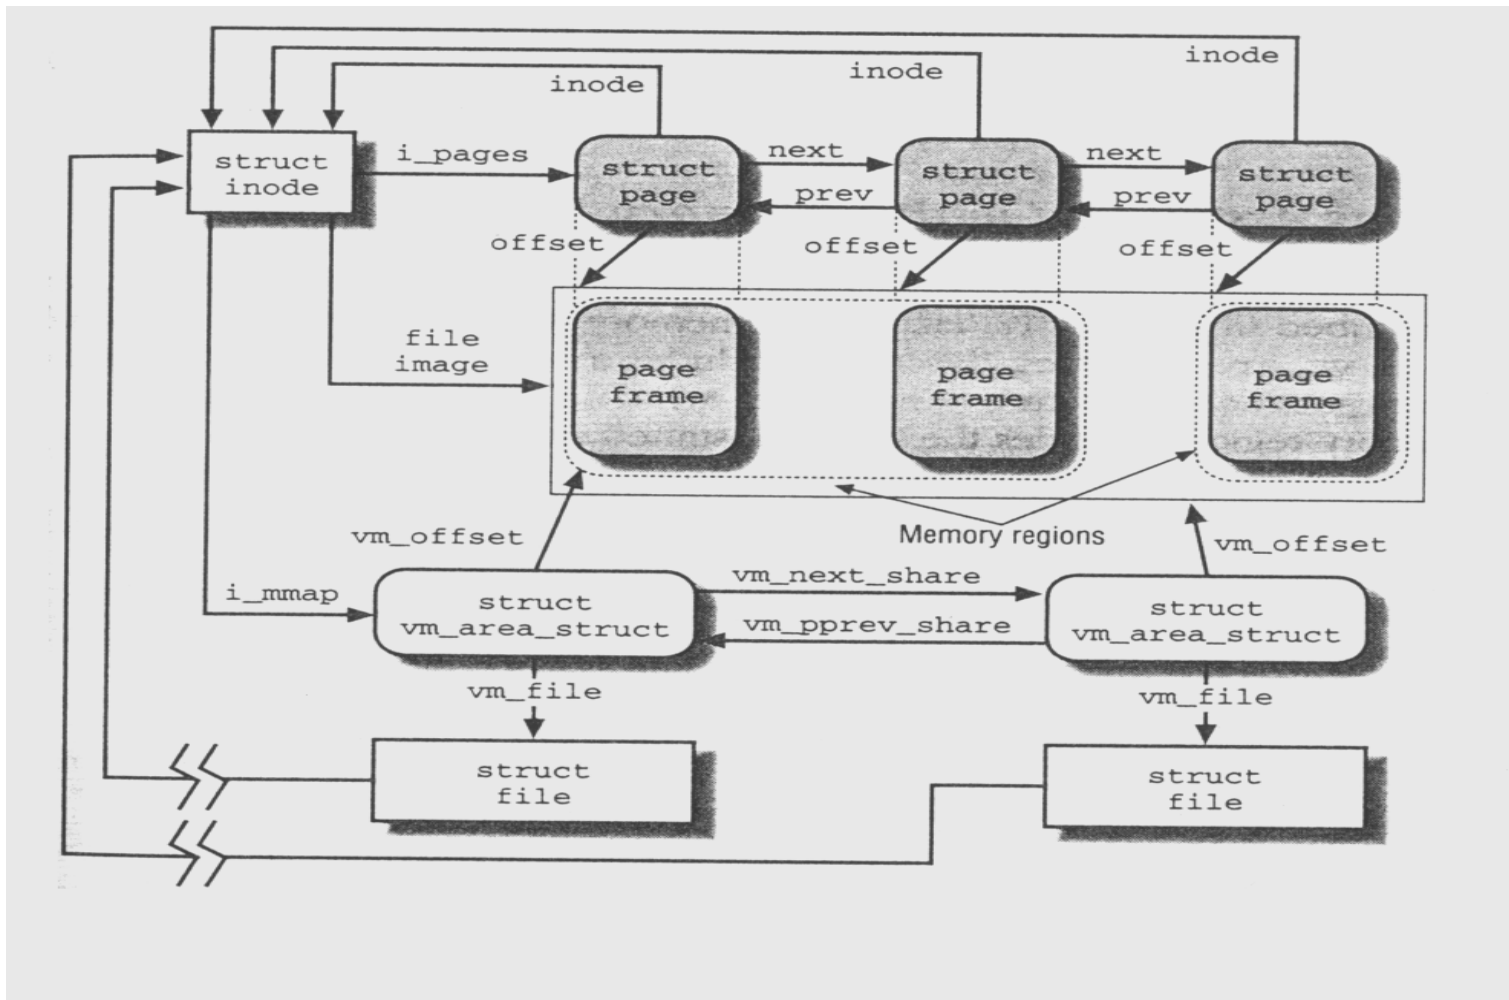 inode
inode
inode
struct
inode
i_pages
struct
page
next
prev
struct
page
next
prev
struct
page
offset
offset
offset
file
image
page
frame
page
frame
page
frame
Memory regions
vm_offset
vm_offset
i_mmap
struct
vm_area_struct
vm_next_share
vm_pprev_share
struct
vm_area_struct
vm_file
vm_file
struct
file
struct
file